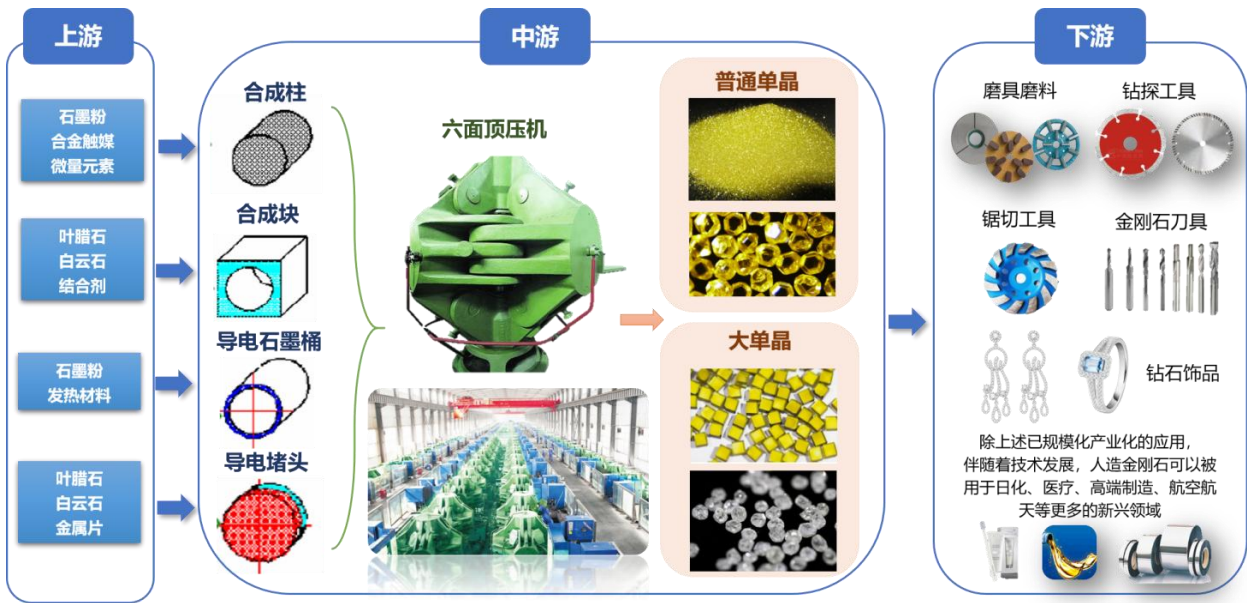 上游
石墨粉
合金触媒
微量元素
叶腊石
白云石
结合剂
石墨粉
发热材料
叶腊石
白云石
金属片
中游
合成柱
合成块
导电石墨桶
导电堵头
六面顶压机
普通单晶
大单晶
下游
磨具磨料
钻探工具
锯切工具
金刚石刀具
钻石饰品
除上述已规模化产业化的应用，
伴随着技术发展，人造金刚石可以被
用于日化、医疗、高端制造、航空航
天等更多的新兴领域